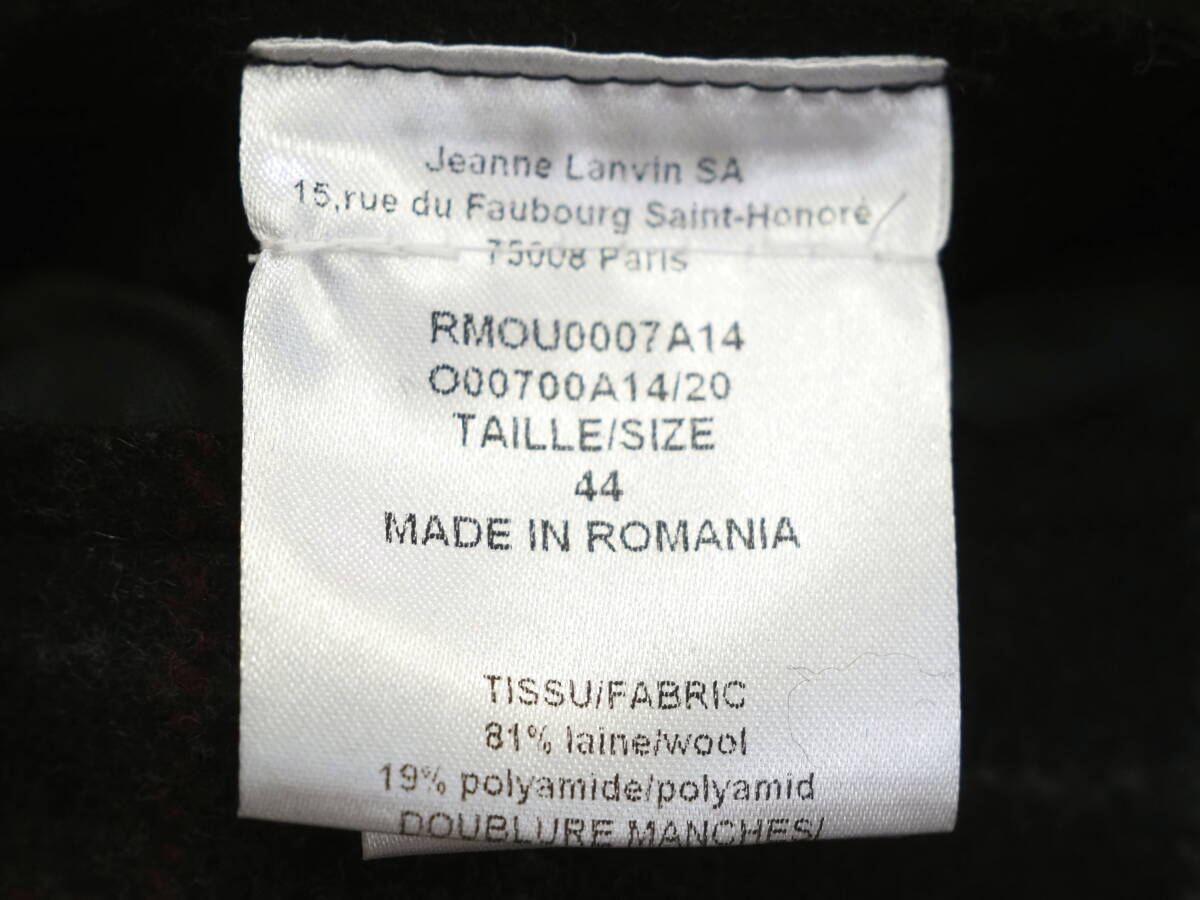 Jeanne Lanvin SA
15,rue du Faubourg Saint-Honoré
75008 Paris
RMOU0007A14
O00700A14/20
TAILLE/SIZE
44
MADE IN ROMANIA
TISSU/FABRIC
81% laine/wool
19% polyamide/polyamid
DOUBLURE MANCHES/